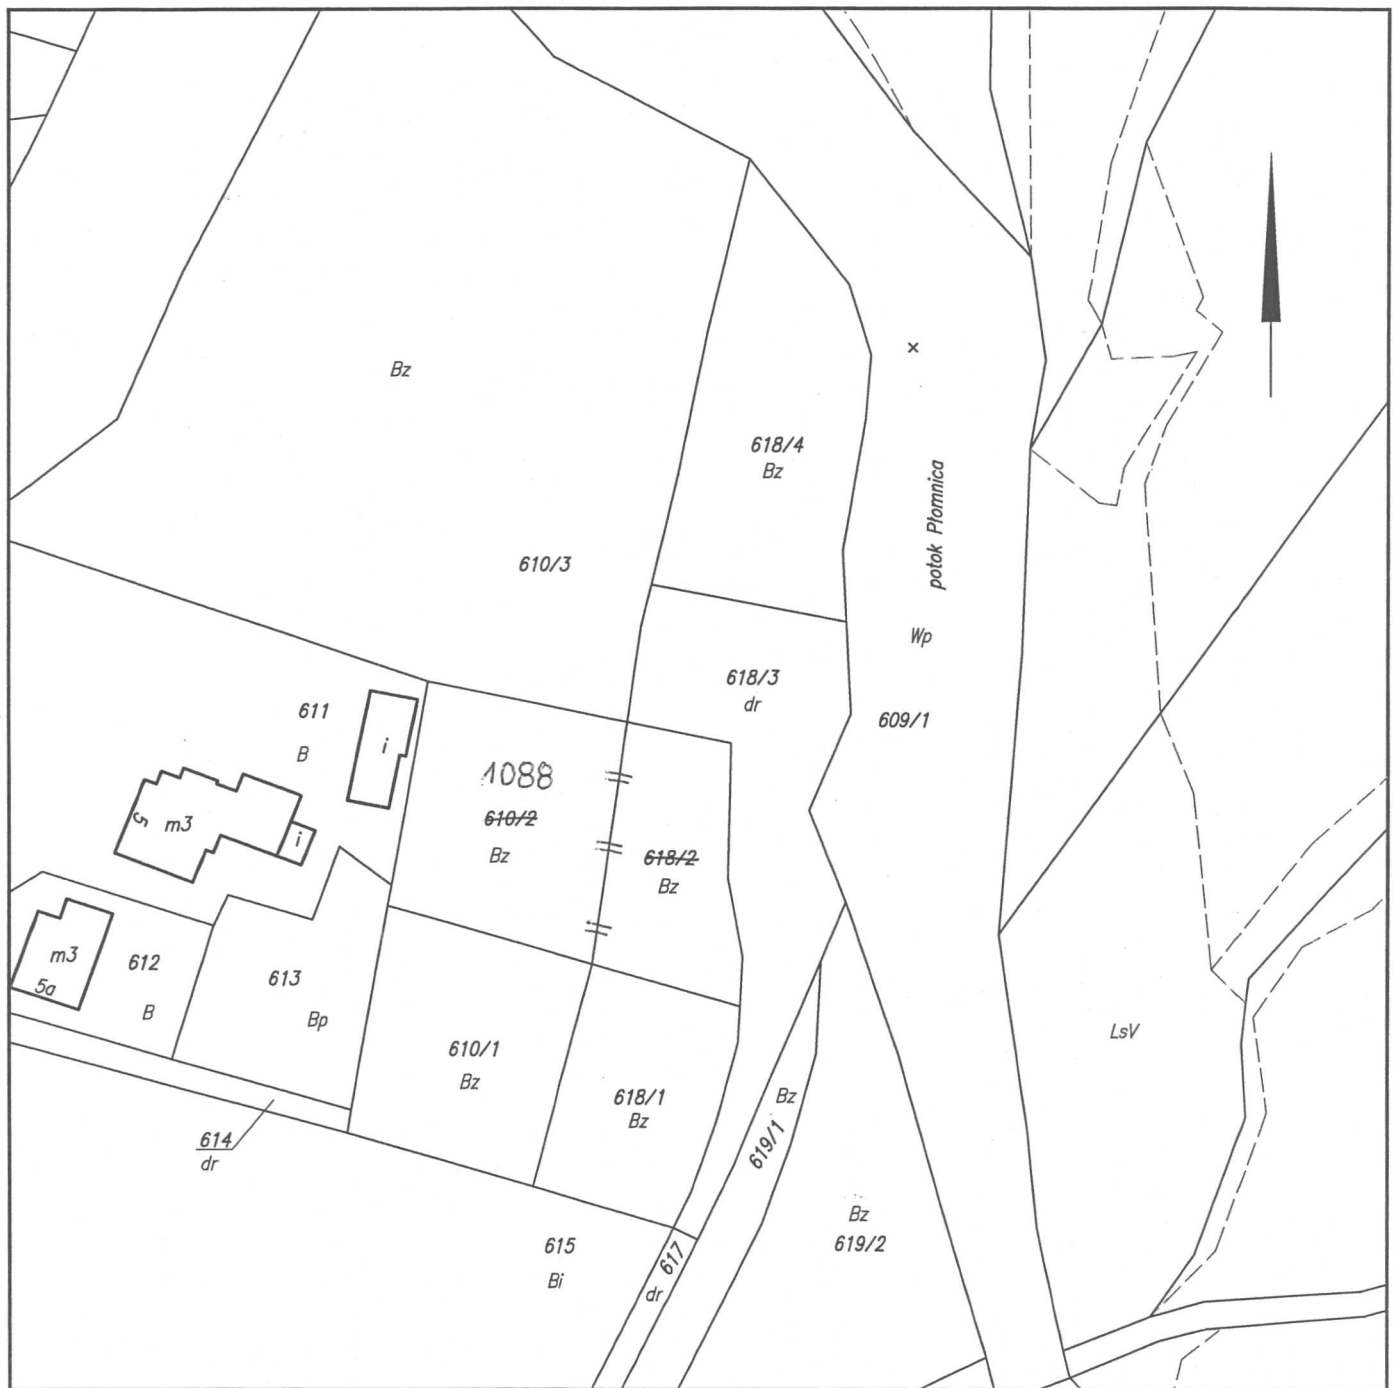 Bz
618/4
Bz
potok Płomnica
610/3
Wp
618/3
dr
609/1
611
B
i
1088
610/2
Bz
618/2
Bz
5
m3
i
m3
5a
612
B
613
Bp
610/1
Bz
618/1
Bz
LsV
Bz
619/1
614
dr
Bz
619/2
615
Bi
617
dr